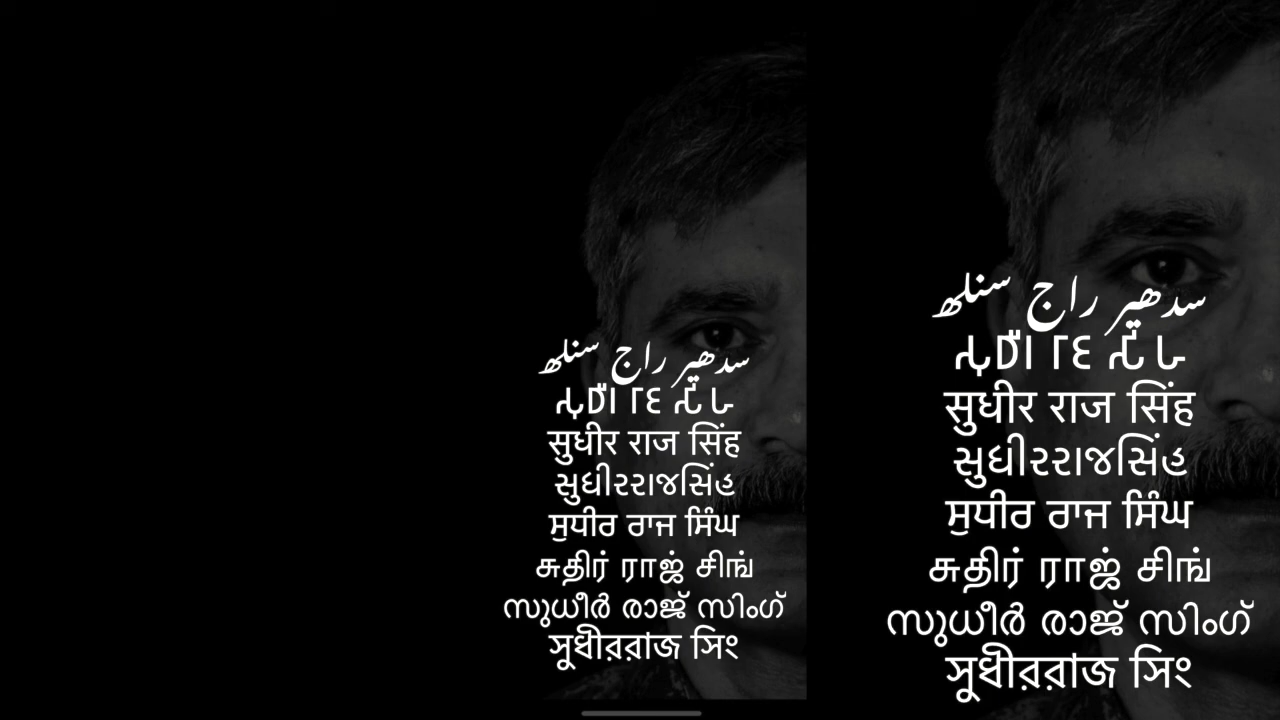 سدھیر راج سنلھ
सुधीर राज सिंह
સુધીરરાજસિંહ
ਸੁਧੀਰ ਰਾਜ ਸਿੰਘ
சுதிர் ராஜ் சிங்
സുധീർ രാജ് സിംഗ്
সুধীররাজ সিং
سدھیر راج سنلھ
सुधीर राज सिंह
સુધીરરાજસિંહ
ਸੁਧੀਰ ਰਾਜ ਸਿੰਘ
சுதிர் ராஜ் சிங்
സുധീർ രാജ് സിംഗ്
সুধীররাজ সিং